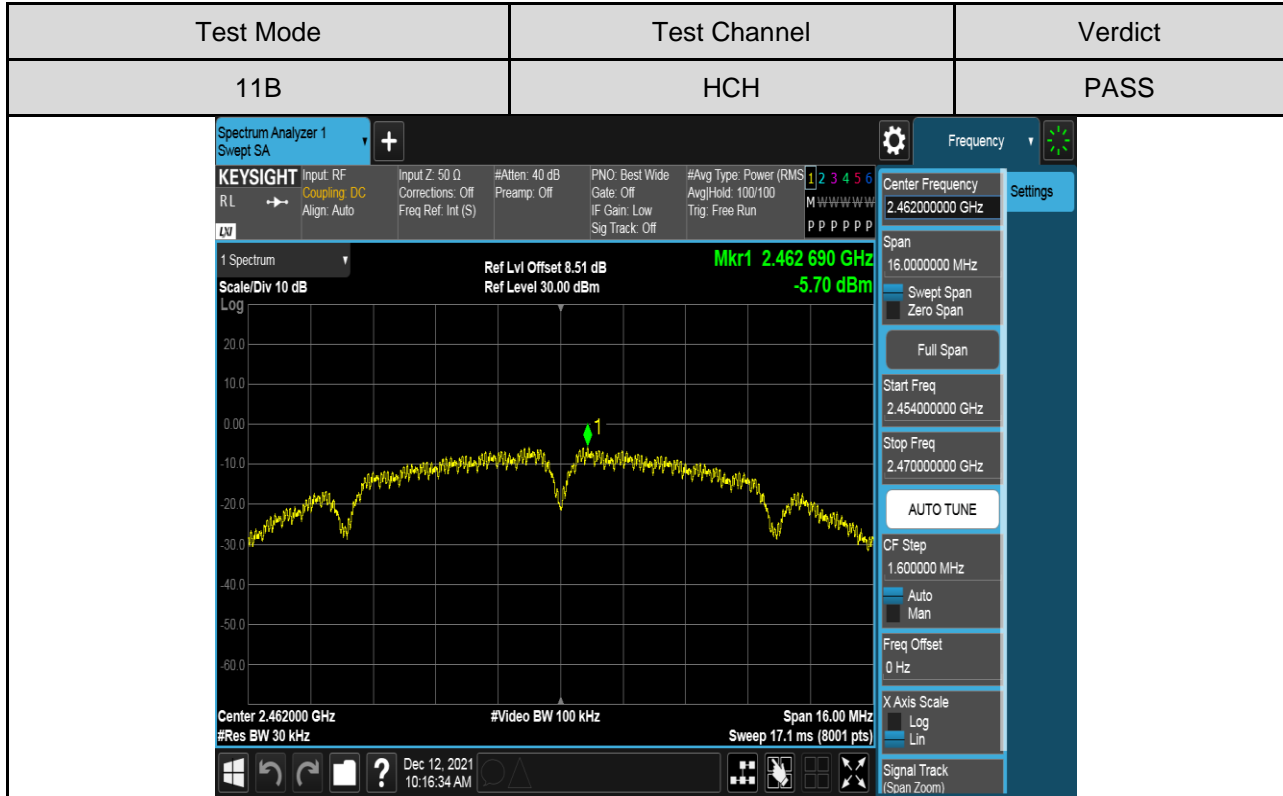 Test Mode
Test Channel
Verdict
11B
HCH
PASS
Spectrum Analyzer 1
Swept SA
+
Frequency
KEYSIGHT
RL
LXI
Input: RF
Coupling: DC
Align: Auto
Input Z: 50 Ω
Corrections: Off
Freq Ref: Int (S)
#Atten: 40 dB
Preamp: Off
PNO: Best Wide
Gate: Off
IF Gain: Low
Sig Track: Off
#Avg Type: Power (RMS
Avg|Hold: 100/100
Trig: Free Run
1 2 3 4 5 6
M W W W W W
P P P P P P
1 Spectrum
Scale/Div 10 dB
Ref Lvl Offset 8.51 dB
Ref Level 30.00 dBm
Mkr1 2.462 690 GHz
-5.70 dBm
Log
20.0
10.0
0.00
-10.0
-20.0
-30.0
-40.0
-50.0
-60.0
1
Center 2.462000 GHz
#Res BW 30 kHz
#Video BW 100 kHz
Span 16.00 MHz
Sweep 17.1 ms (8001 pts)
?
Dec 12, 2021
10:16:34 AM
Center Frequency
2.462000000 GHz
Settings
Span
16.0000000 MHz
Swept Span
Zero Span
Full Span
Start Freq
2.454000000 GHz
Stop Freq
2.470000000 GHz
AUTO TUNE
CF Step
1.600000 MHz
Auto
Man
Freq Offset
0 Hz
X Axis Scale
Log
Lin
Signal Track
(Span Zoom)